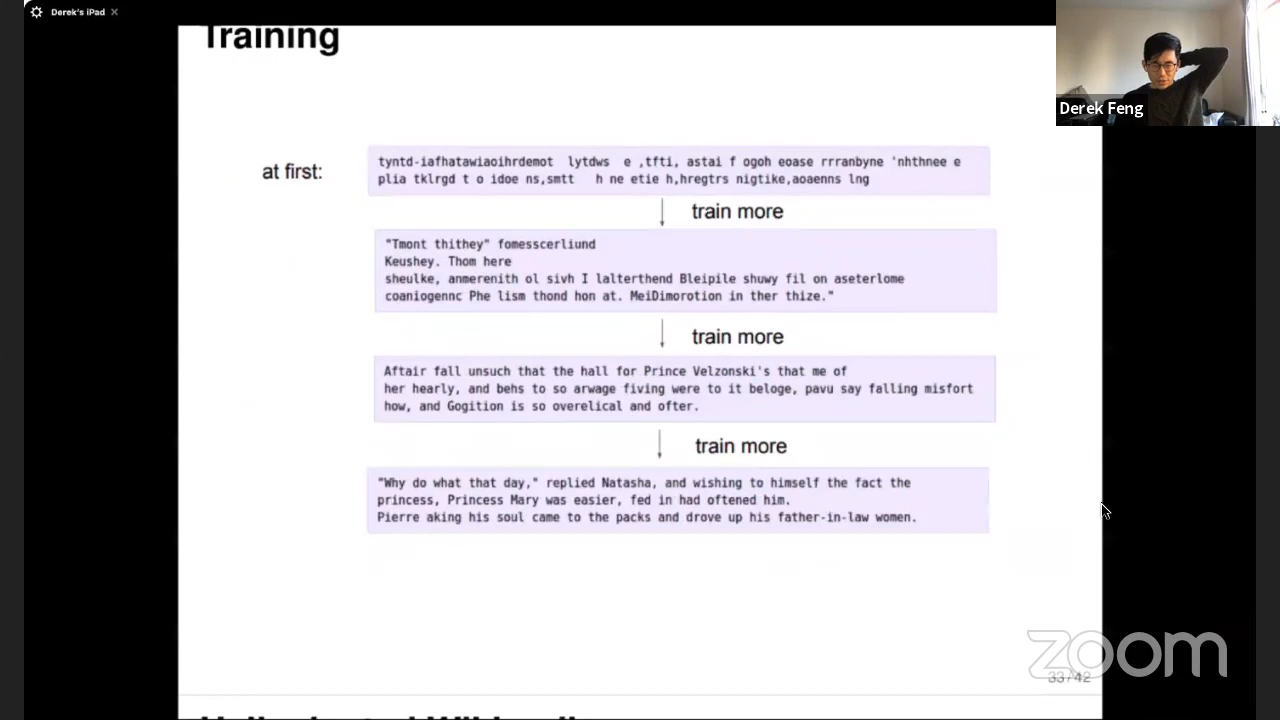 Derek's iPad
Training
Derek Feng
at first:
tyntd-iafhatawiaoihrdemot lytdws e ,tfti, astai f ogoh eoase rrranbyne 'nhthnee e
plia tklrgd t o idoe ns,smtt h ne etie h,hregtrs nigtike,aoaenns lng
train more
"Tmont thithey" fomesscerliund
Keushey. Thom here
sheulke, anmerenith ol sivh I lalterthend Bleipile shuwy fil on aseterlome
coaniogennc Phe lism thond hon at. MeiDimorotion in ther thize."
train more
Aftair fall unsuch that the hall for Prince Velzonski's that me of
her hearly, and behs to so arwage fiving were to it beloge, pavu say falling misfort
how, and Gogition is so overelical and ofter.
train more
"Why do what that day," replied Natasha, and wishing to himself the fact the
princess, Princess Mary was easier, fed in had oftened him.
Pierre aking his soul came to the packs and drove up his father-in-law women.
zoom
33 / 42